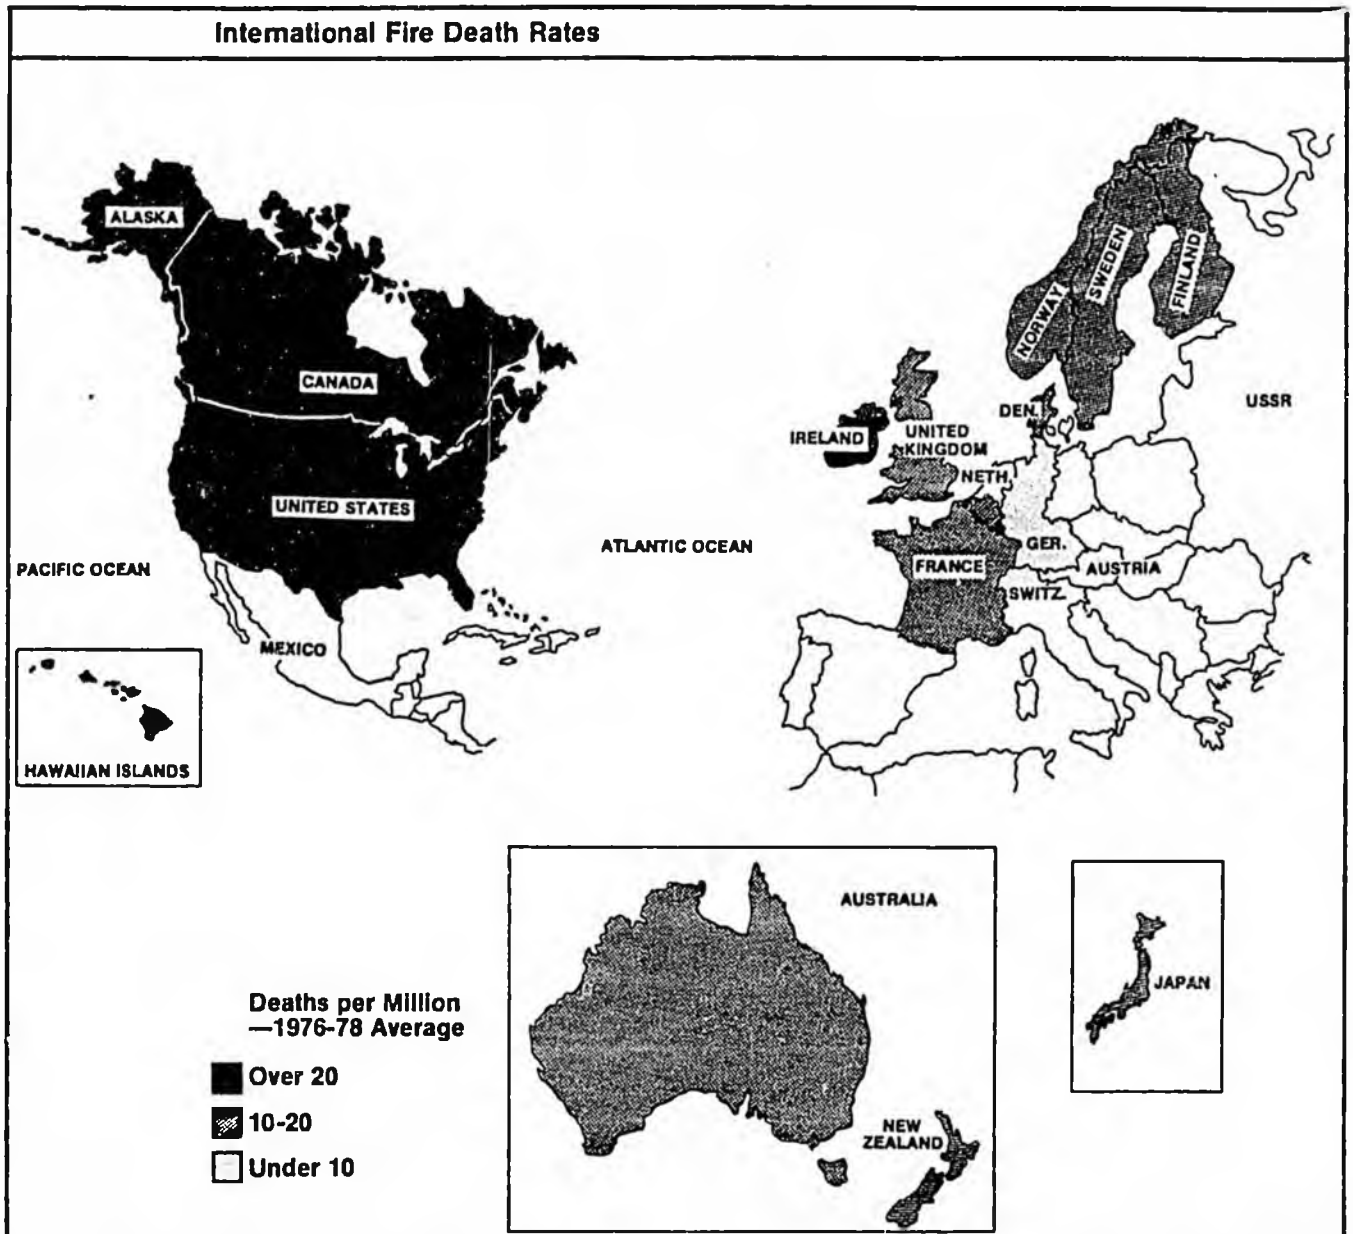 International Fire Death Rates
ALASKA
CANADA
UNITED STATES
PACIFIC OCEAN
MEXICO
HAWAIIAN ISLANDS
ATLANTIC OCEAN
NORWAY
SWEDEN
FINLAND
USSR
DEN.
IRELAND
UNITED
KINGDOM
NETH.
GER.
FRANCE
AUSTRIA
SWITZ.
AUSTRALIA
NEW
ZEALAND
JAPAN
Deaths per Million
—1976-78 Average
Over 20
10-20
Under 10